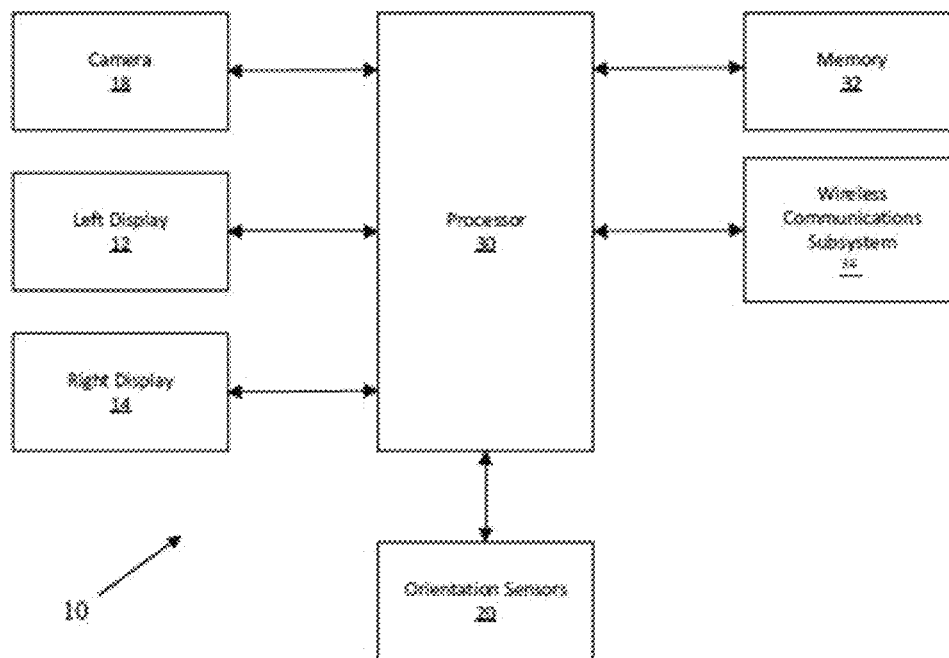 Camera
18
Left Display
12
Right Display
14
Processor
30
Memory
32
Wireless
Communications
Subsystem
Orientation Sensors
20
10